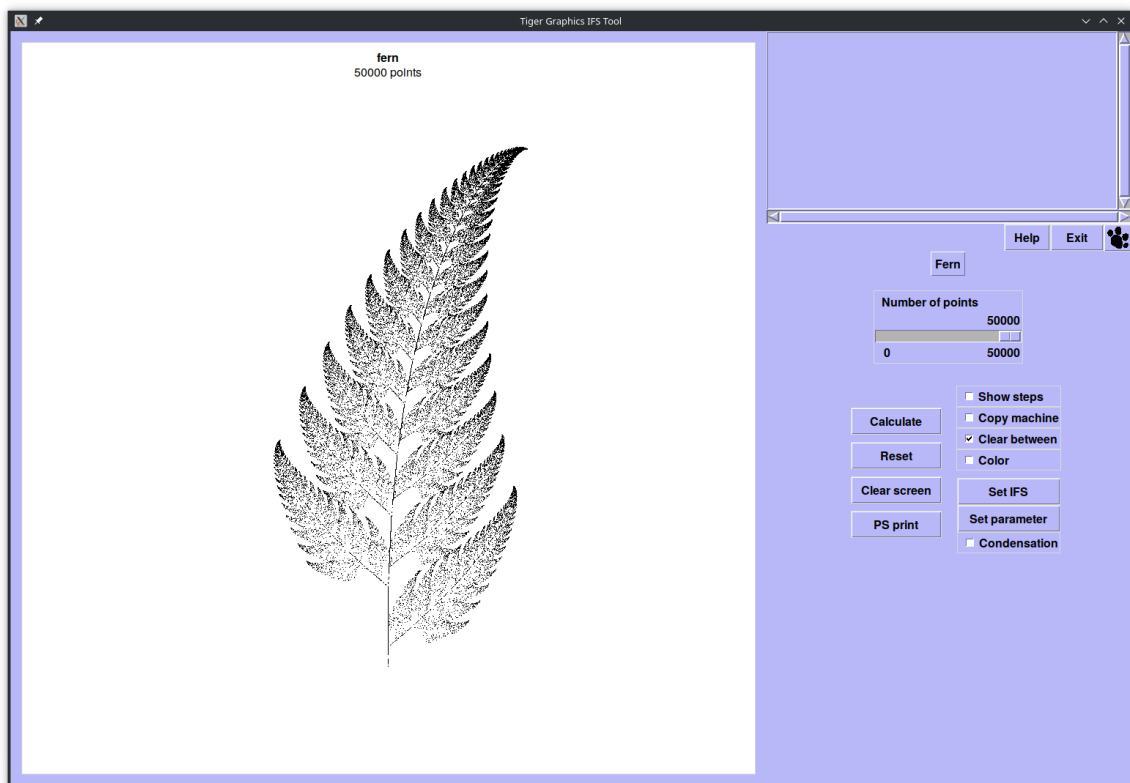 Tiger Graphics IFS Tool
fern
50000 points
Help
Exit
Fern
Number of points
50000
0
50000
Show steps
Copy machine
Calculate
Clear between
Reset
Color
Clear screen
Set IFS
PS print
Set parameter
Condensation